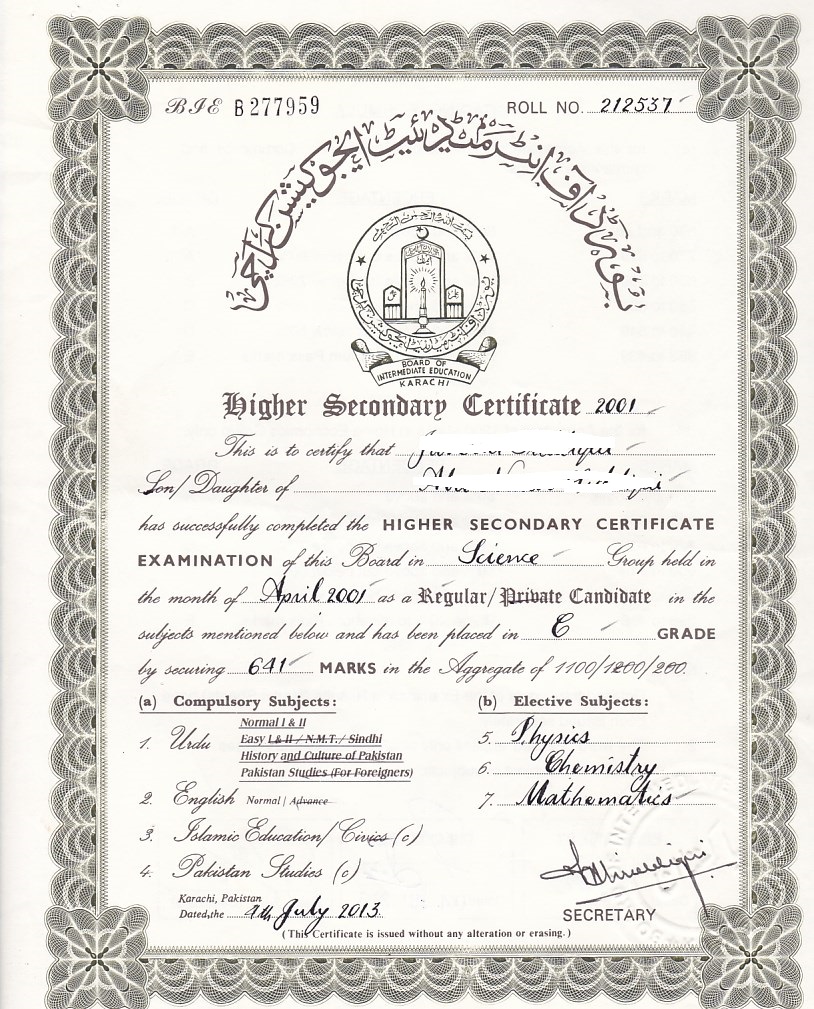 BIE B 277959 ROLL NO. 212537
بورڈ آف انٹرمیڈیٹ ایجوکیشن کراچی
BOARD OF
INTERMEDIATE EDUCATION
KARACHI
Higher Secondary Certificate 2001
This is to certify that
Son/Daughter of
has successfully completed the HIGHER SECONDARY CERTIFICATE
EXAMINATION of this Board in Science Group held in
the month of April 2001 as a Regular/Private Candidate in the
subjects mentioned below and has been placed in C GRADE
by securing 641 MARKS in the Aggregate of 1100/1200/200.
(a) Compulsory Subjects:
1. Urdu
Normal I & II
Easy I & II / N.M.T. / Sindhi
History and Culture of Pakistan
Pakistan Studies (For Foreigners)
2. English Normal / Advance
3. Islamic Education/Civics (c)
4. Pakistan Studies (c)
(b) Elective Subjects:
5. Physics
6. Chemistry
7. Mathematics
Karachi, Pakistan
Dated, the 9th July 2013
SECRETARY
(This Certificate is issued without any alteration or erasing.)